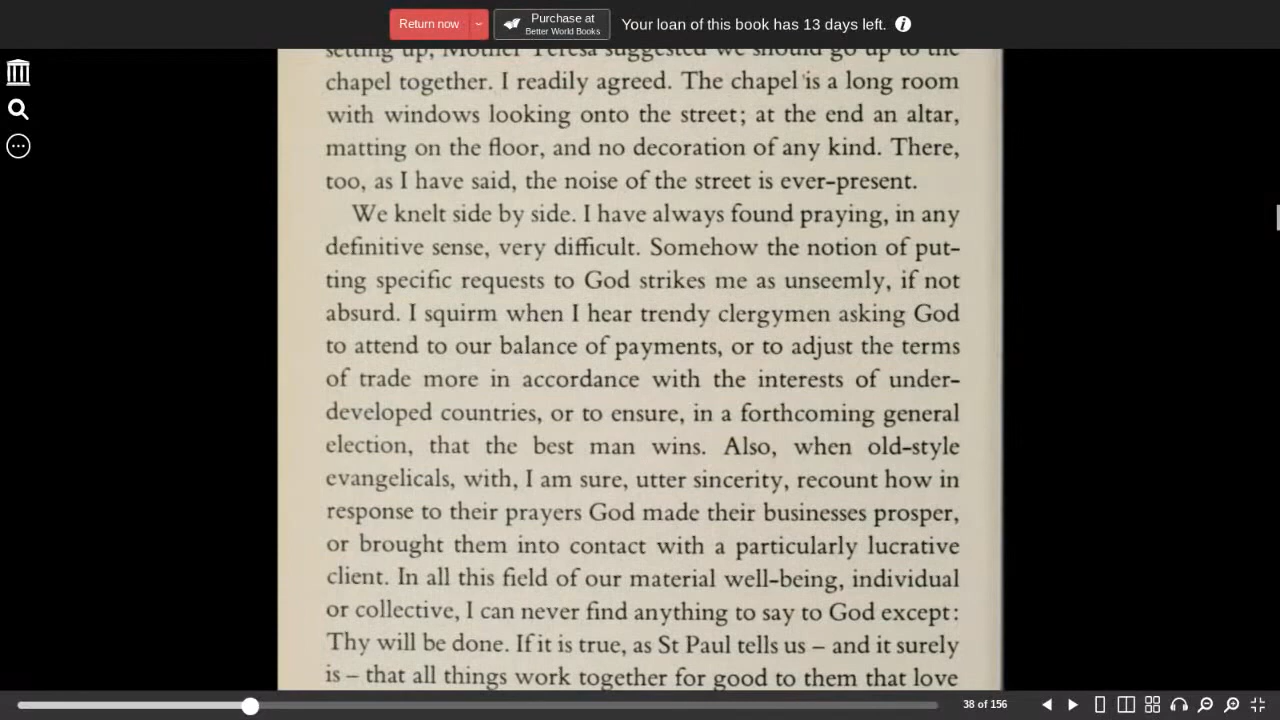 Return now
Purchase at
Better World Books
Your loan of this book has 13 days left.
setting up, Mother Teresa suggested we should go up to the
chapel together. I readily agreed. The chapel is a long room
with windows looking onto the street; at the end an altar,
matting on the floor, and no decoration of any kind. There,
too, as I have said, the noise of the street is ever-present.
We knelt side by side. I have always found praying, in any
definitive sense, very difficult. Somehow the notion of put-
ting specific requests to God strikes me as unseemly, if not
absurd. I squirm when I hear trendy clergymen asking God
to attend to our balance of payments, or to adjust the terms
of trade more in accordance with the interests of under-
developed countries, or to ensure, in a forthcoming general
election, that the best man wins. Also, when old-style
evangelicals, with, I am sure, utter sincerity, recount how in
response to their prayers God made their businesses prosper,
or brought them into contact with a particularly lucrative
client. In all this field of our material well-being, individual
or collective, I can never find anything to say to God except:
Thy will be done. If it is true, as St Paul tells us – and it surely
is – that all things work together for good to them that love
38 of 156